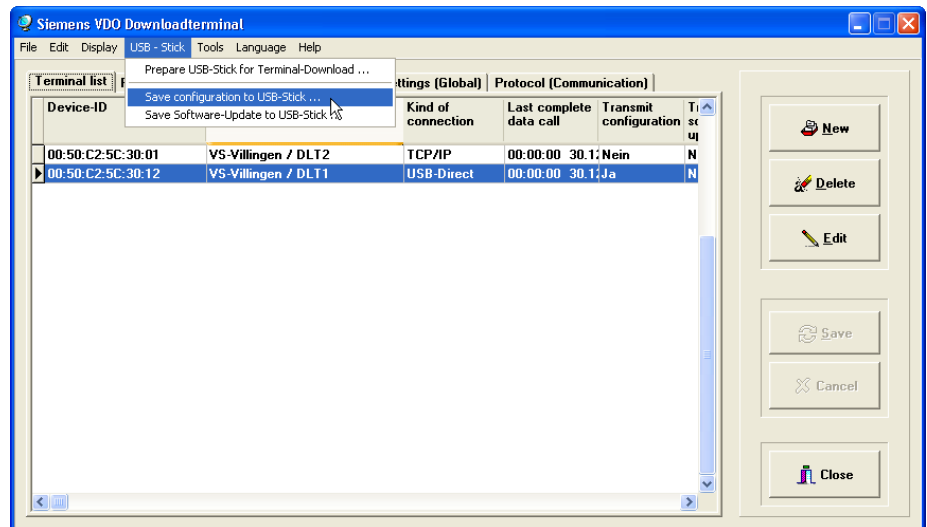 Siemens VDO Downloadterminal
File Edit Display USB - Stick Tools Language Help
Prepare USB-Stick for Terminal-Download ...
Save configuration to USB-Stick ...
Save Software-Update to USB-Stick
Terminal list
ttings (Global) Protocol (Communication)
Device-ID Kind of connection Last complete data call Transmit configuration
00:50:C2:5C:30:01 VS-Villingen / DLT2 TCP/IP 00:00:00 30.1 Nein N
00:50:C2:5C:30:12 VS-Villingen / DLT1 USB-Direct 00:00:00 30.1 Ja N
New
Delete
Edit
Save
Cancel
Close